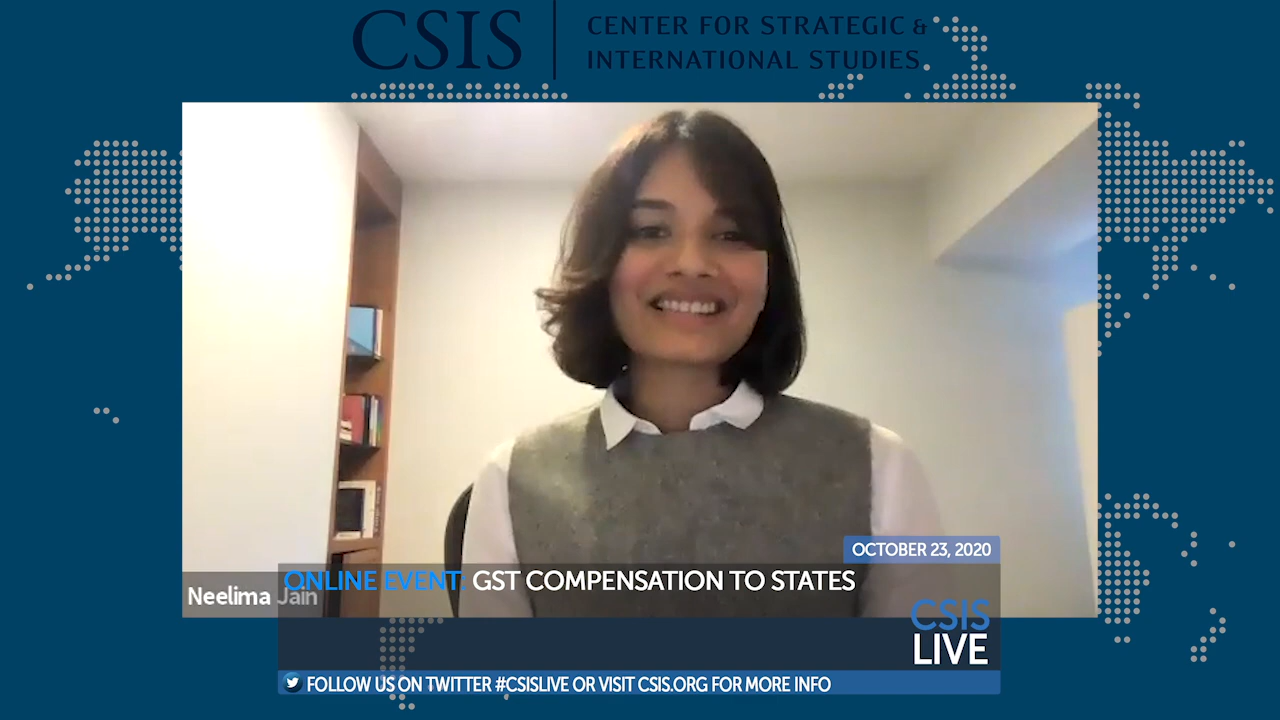 CSIS
CENTER FOR STRATEGIC &
INTERNATIONAL STUDIES
OCTOBER 23, 2020
ONLINE EVENT: GST COMPENSATION TO STATES
Neelima Jain
CSIS
LIVE
FOLLOW US ON TWITTER #CSISLIVE OR VISIT CSIS.ORG FOR MORE INFO